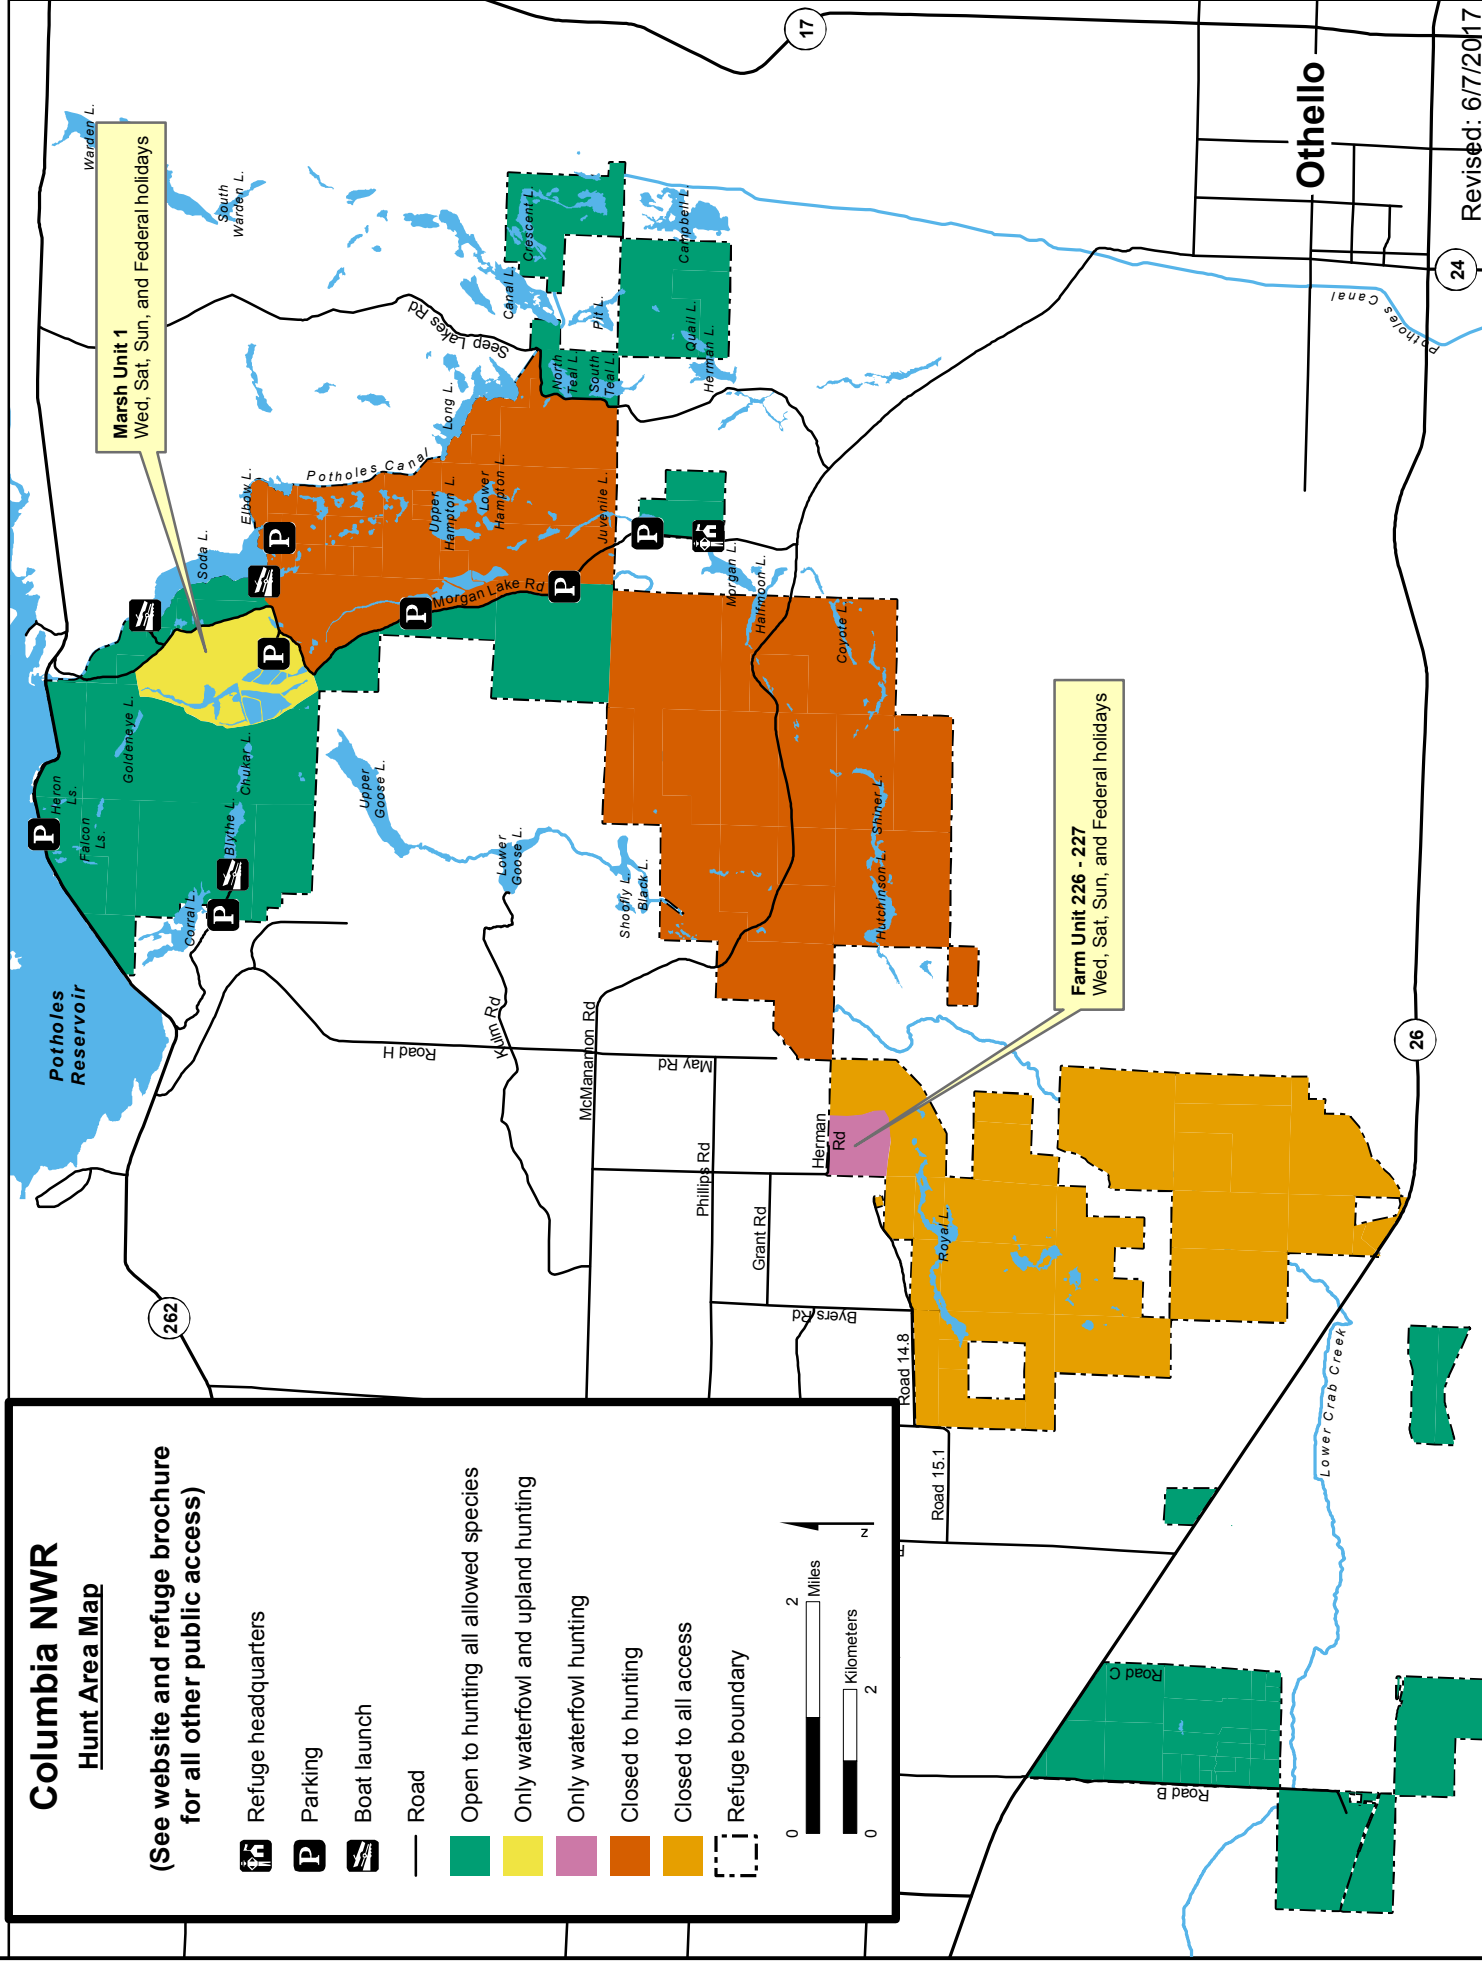 Columbia NWR
Hunt Area Map
(See website and refuge brochure
for all other public access)
Refuge headquarters
P
Parking
Boat launch
Road
Open to hunting all allowed species
Only waterfowl and upland hunting
Only waterfowl hunting
Closed to hunting
Closed to all access
Refuge boundary
0
2
Miles
0
2
Kilometers
N
Marsh Unit 1
Wed, Sat, Sun, and Federal holidays
Farm Unit 226 - 227
Wed, Sat, Sun, and Federal holidays
Potholes
Reservoir
262
P
Heron
Ls.
Falcon
Ls.
Goldeneye L.
Corral L.
P
Blythe L.
Chukar L.
P
Soda L.
Elbow L.
P
Warden L.
South
Warden L.
17
Upper
Goose L.
Lower
Goose L.
Shoofly L.
Black L.
P
Morgan Lake Rd
P
Potholes Canal
Long L.
Upper
Hampton L.
Lower
Hampton L.
Juvenile L.
P
Seep Lakes Rd
Canal L.
Crescent L.
North
Teal L.
South
Teal L.
Pit L.
Campbell L.
Quail L.
Herman L.
Morgan L.
Halfmoon L.
Coyote L.
Shiner L.
Hutchinson L.
Road H
Kulm Rd
McManamon Rd
May Rd
Phillips Rd
Grant Rd
Herman
Rd
Byers Rd
Road 14.8
Road 15.1
Royal L.
Lower Crab Creek
Road C
Road B
26
Othello
24
Potholes Canal
Revised: 6/7/2017